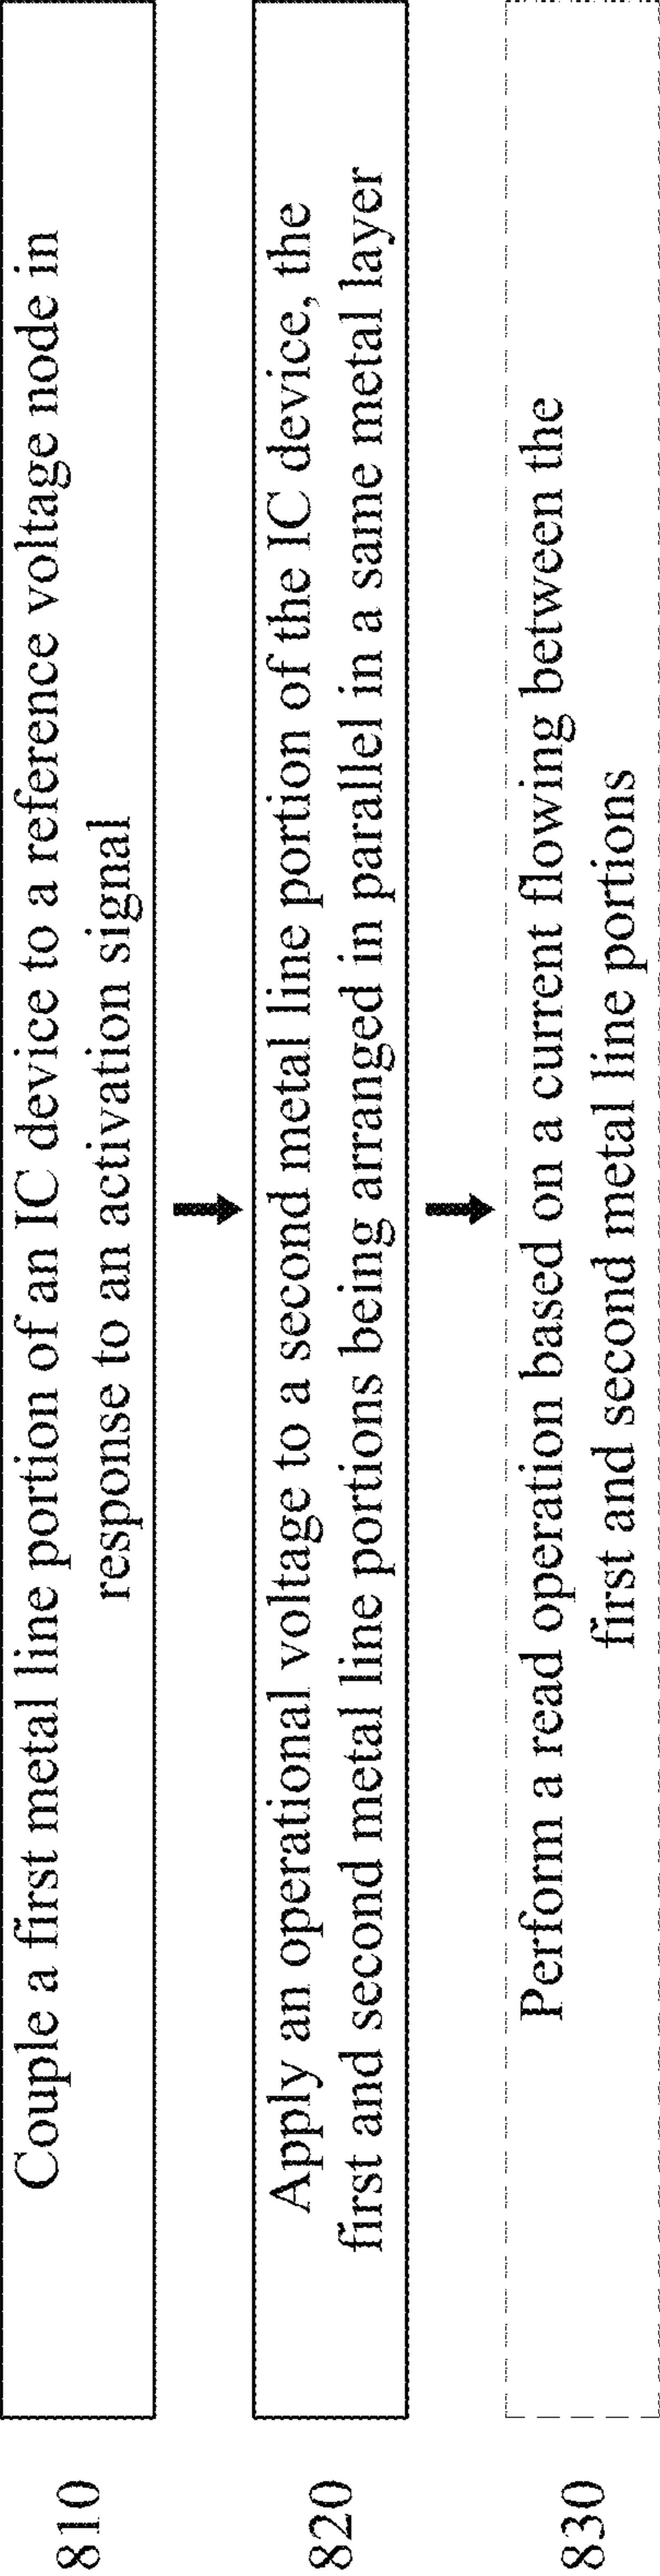 810
Couple a first metal line portion of an IC device to a reference voltage node in
response to an activation signal
820
Apply an operational voltage to a second metal line portion of the IC device, the
first and second metal line portions being arranged in parallel in a same metal layer
830
Perform a read operation based on a current flowing between the
first and second metal line portions